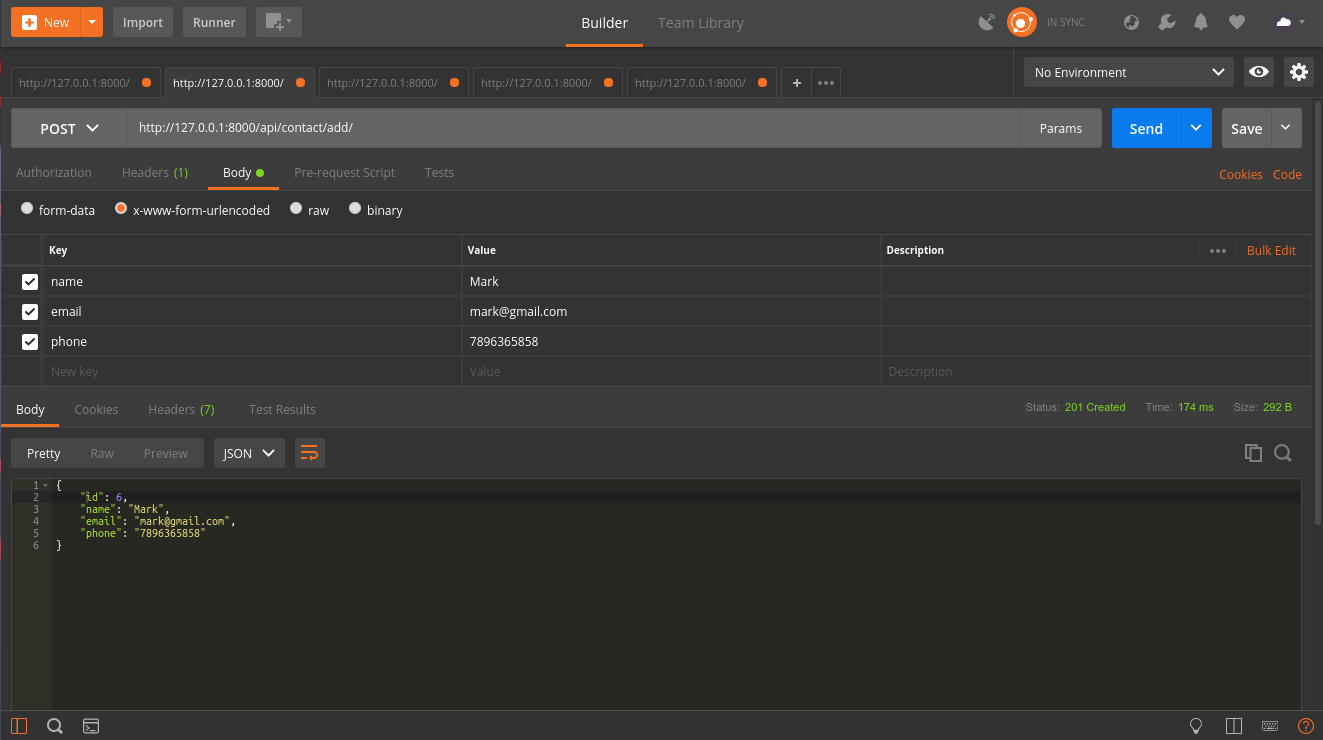 New Import Runner Builder Team Library IN SYNC
http://127.0.0.1:8000/ http://127.0.0.1:8000/ http://127.0.0.1:8000/ http://127.0.0.1:8000/ http://127.0.0.1:8000/ + ••• No Environment
POST http://127.0.0.1:8000/api/contact/add/ Params Send Save
Authorization Headers (1) Body Pre-request Script Tests Cookies Code
form-data x-www-form-urlencoded raw binary
Key Value Description ••• Bulk Edit
name Mark
email mark@gmail.com
phone 7896365858
New key Value Description
Body Cookies Headers (7) Test Results Status: 201 Created Time: 174 ms Size: 292 B
Pretty Raw Preview JSON
1 {
2 "id": 6,
3 "name": "Mark",
4 "email": "mark@gmail.com",
5 "phone": "7896365858"
6 }